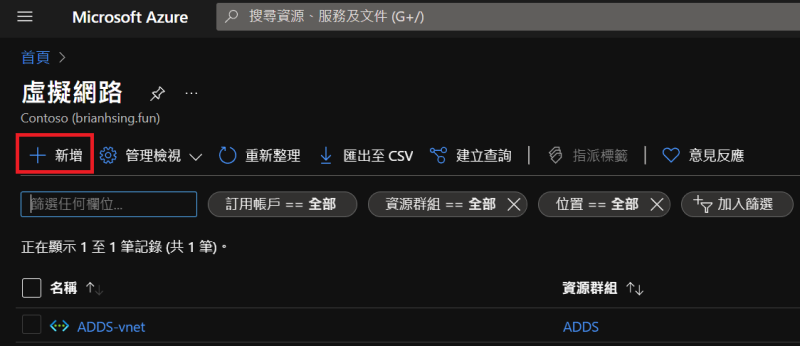 Microsoft Azure 搜尋資源、服務及文件 (G+/)
首頁 >
虛擬網路 ...
Contoso (brianhsing.fun)
新增 管理檢視 重新整理 匯出至 CSV 建立查詢 指派標籤 意見反應
篩選任何欄位... 訂用帳戶 == 全部 資源群組 == 全部 位置 == 全部 加入篩選
正在顯示 1 至 1 筆記錄 (共 1 筆)。
名稱 ↑↓ 資源群組 ↑↓
ADDS-vnet ADDS